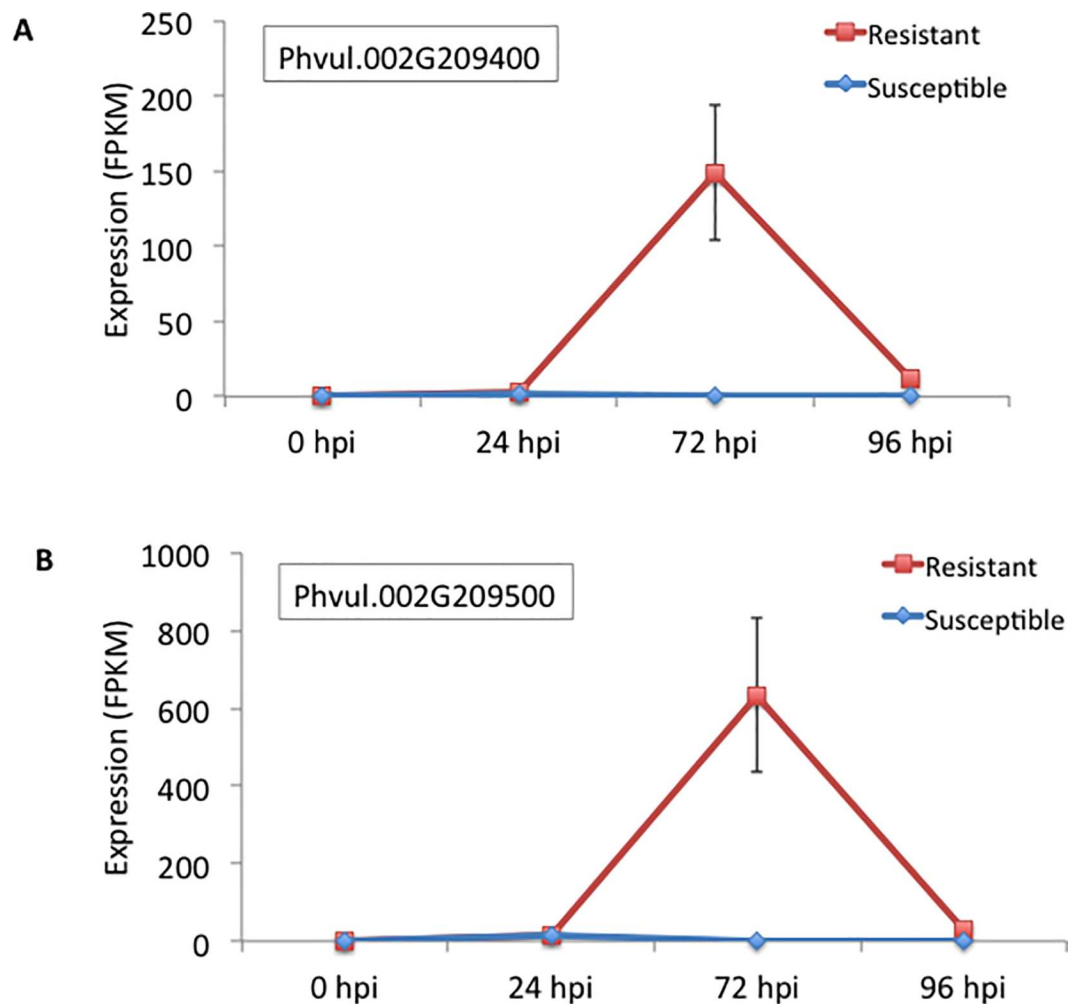 A
Phvul.002G209400
Resistant
Susceptible
Expression (FPKM)
250
200
150
100
50
0
0 hpi
24 hpi
72 hpi
96 hpi
B
Phvul.002G209500
Resistant
Susceptible
Expression (FPKM)
1000
800
600
400
200
0
0 hpi
24 hpi
72 hpi
96 hpi